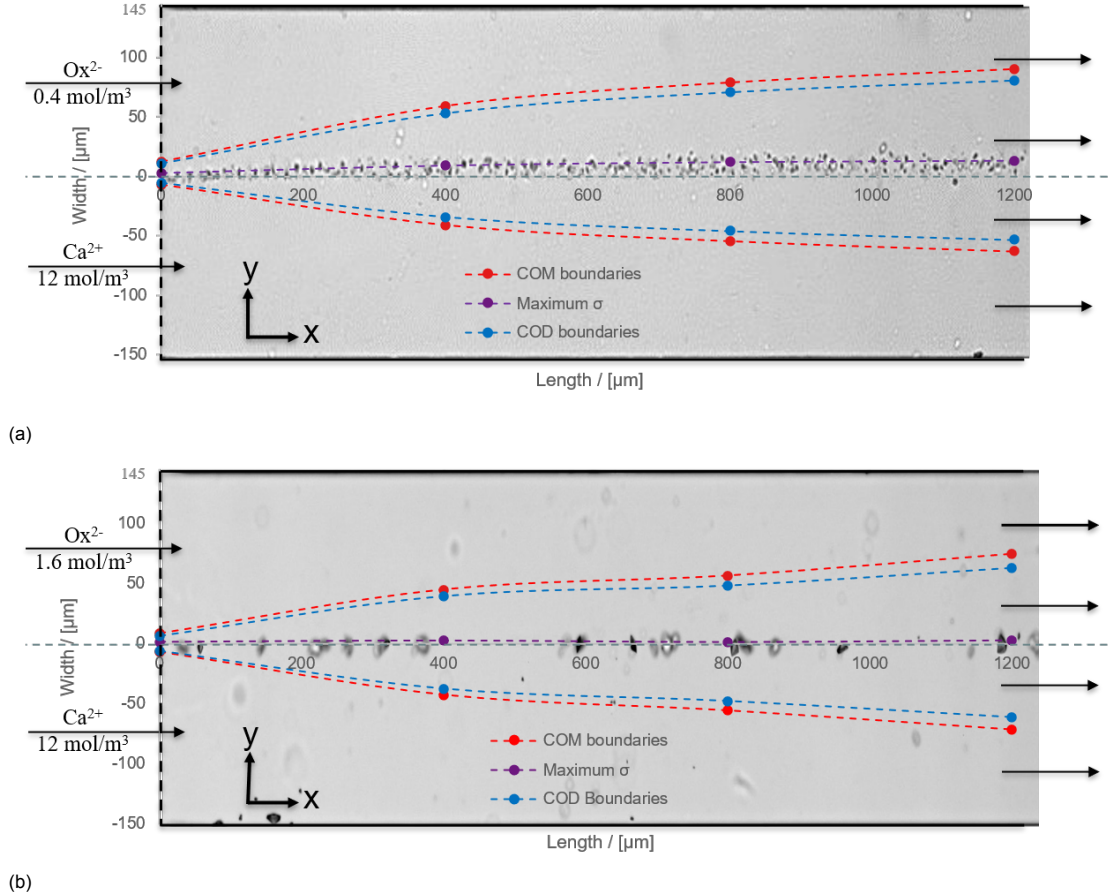 145
100
50
0
-50
-100
-150
Width / [µm]
Ox²⁻
0.4 mol/m³
Ca²⁺
12 mol/m³
0 200 400 600 800 1000 1200
y
x
COM boundaries
Maximum σ
COD boundaries
Length / [µm]
(a)
145
100
50
0
-50
-100
-150
Width / [µm]
Ox²⁻
1.6 mol/m³
Ca²⁺
12 mol/m³
0 200 400 600 800 1000 1200
y
x
COM boundaries
Maximum σ
COD Boundaries
Length / [µm]
(b)